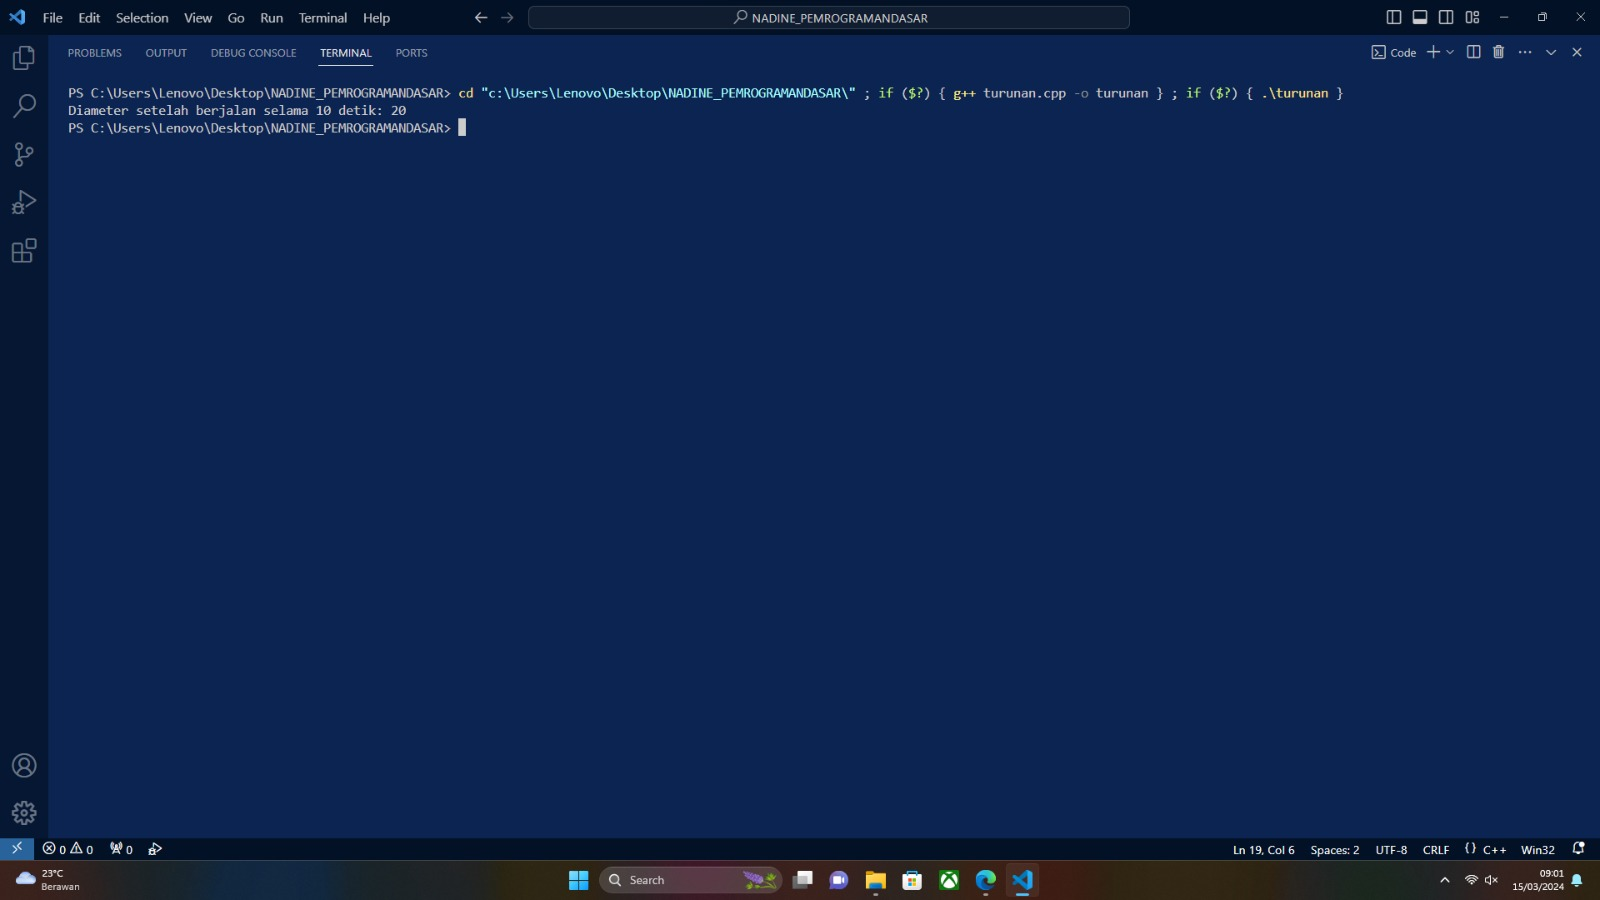 File Edit Selection View Go Run Terminal Help
NADINE_PEMROGRAMANDASAR
PROBLEMS OUTPUT DEBUG CONSOLE TERMINAL PORTS
Code
PS C:\Users\Lenovo\Desktop\NADINE_PEMROGRAMANDASAR> cd "c:\Users\Lenovo\Desktop\NADINE_PEMROGRAMANDASAR\" ; if ($?) { g++ turunan.cpp -o turunan } ; if ($?) { .\turunan }
Diameter setelah berjalan selama 10 detik: 20
PS C:\Users\Lenovo\Desktop\NADINE_PEMROGRAMANDASAR>
0 0 0
Ln 19, Col 6 Spaces: 2 UTF-8 CRLF {} C++ Win32
23°C
Berawan
Search
09:01
15/03/2024